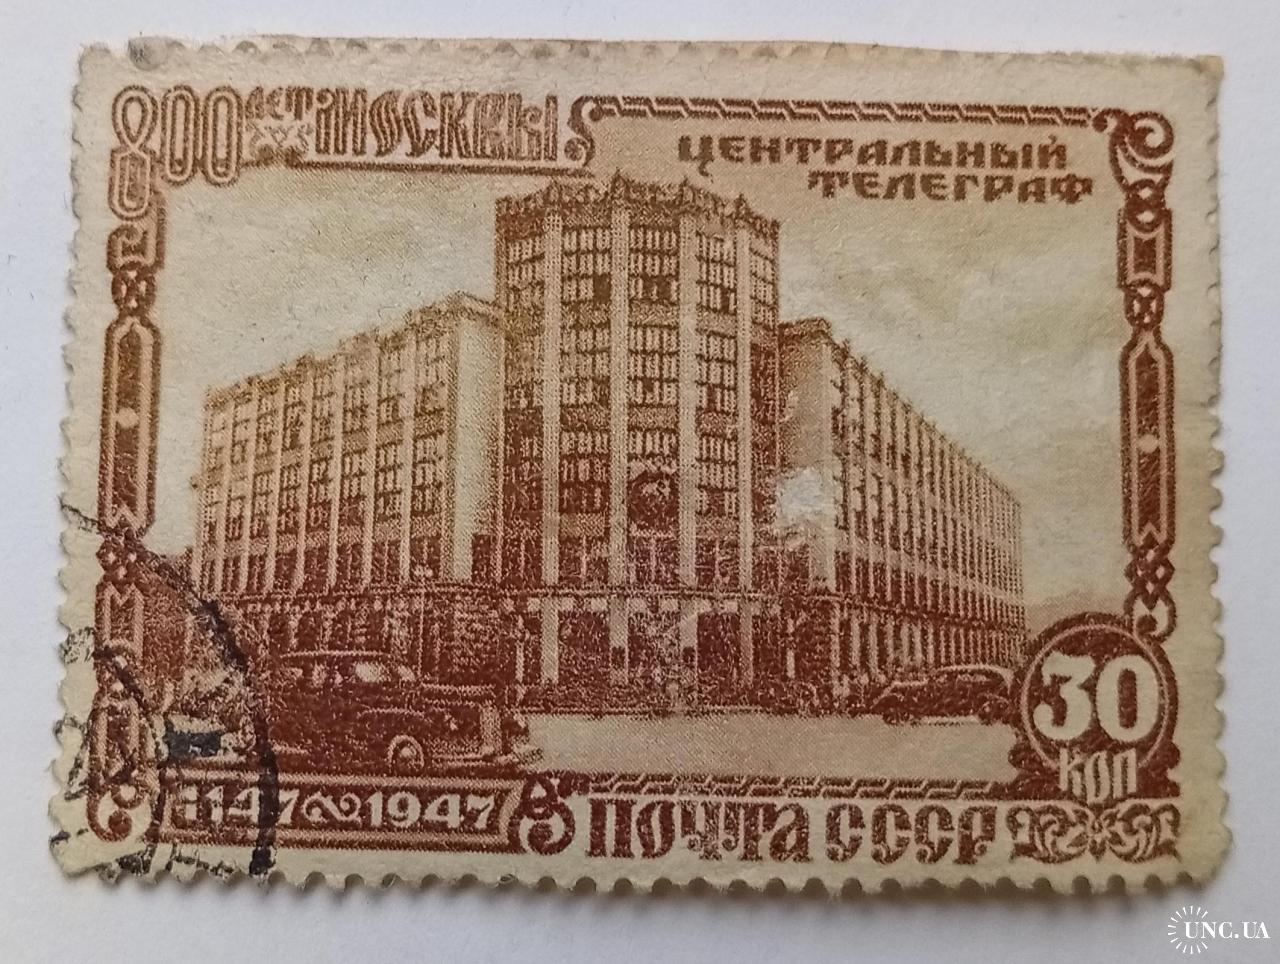 800 лет МОСКВЫ
ЦЕНТРАЛЬНЫЙ
ТЕЛЕГРАФ
30
коп
1147~1947
ПОЧТА СССР
UNC.UA